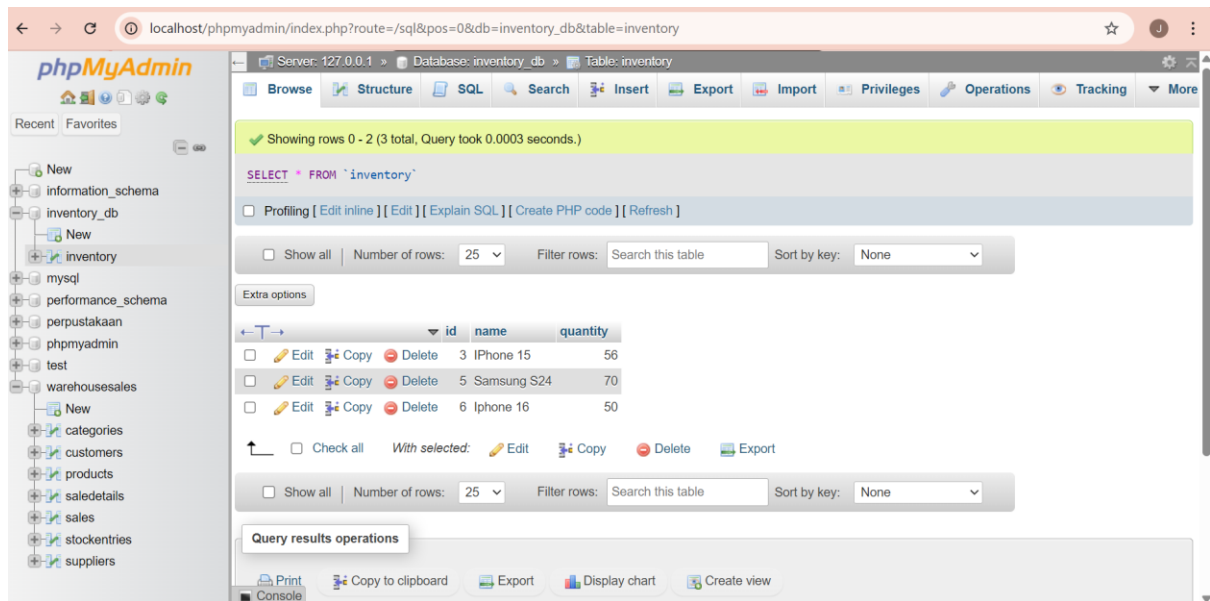 localhost/phpmyadmin/index.php?route=/sql&pos=0&db=inventory_db&table=inventory
J
phpMyAdmin
Recent Favorites
New
information_schema
inventory_db
New
inventory
mysql
performance_schema
perpustakaan
phpmyadmin
test
warehousesales
New
categories
customers
products
saledetails
sales
stockentries
suppliers
Server: 127.0.0.1 » Database: inventory_db » Table: inventory
Browse Structure SQL Search Insert Export Import Privileges Operations Tracking More
Showing rows 0 - 2 (3 total, Query took 0.0003 seconds.)
SELECT * FROM `inventory`
Profiling [ Edit inline ] [ Edit ] [ Explain SQL ] [ Create PHP code ] [ Refresh ]
Show all | Number of rows: 25 Filter rows: Search this table Sort by key: None
Extra options
←T→ id name quantity
Edit Copy Delete 3 IPhone 15 56
Edit Copy Delete 5 Samsung S24 70
Edit Copy Delete 6 Iphone 16 50
Check all With selected: Edit Copy Delete Export
Show all | Number of rows: 25 Filter rows: Search this table Sort by key: None
Query results operations
Print Copy to clipboard Export Display chart Create view
Console